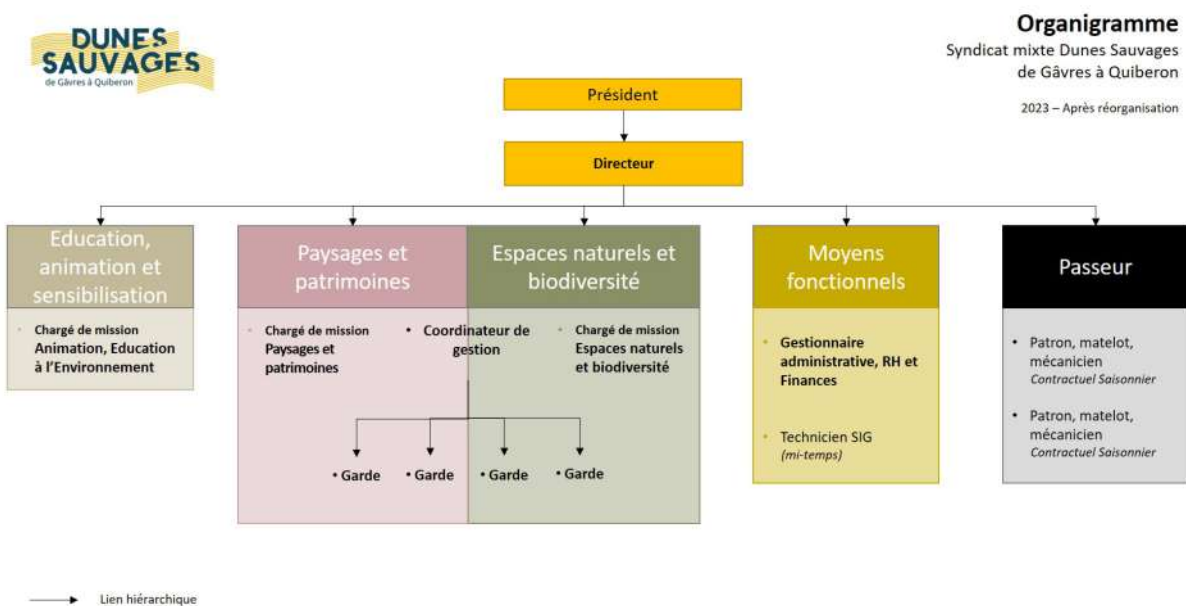 DUNES
SAUVAGES
de Gâvres à Quiberon
Organigramme
Syndicat mixte Dunes Sauvages
de Gâvres à Quiberon
2023 – Après réorganisation
Président
Directeur
Education,
animation et
sensibilisation
• Chargé de mission
Animation, Education
à l'Environnement
Paysages et
patrimoines
Espaces naturels et
biodiversité
• Chargé de mission
Paysages et
patrimoines
• Coordinateur de
gestion
• Chargé de mission
Espaces naturels
et biodiversité
• Garde
• Garde
• Garde
• Garde
Moyens
fonctionnels
• Gestionnaire
administrative, RH et
Finances
• Technicien SIG
(mi-temps)
Passeur
• Patron, matelot,
mécanicien
Contractuel Saisonnier
• Patron, matelot,
mécanicien
Contractuel Saisonnier
Lien hiérarchique